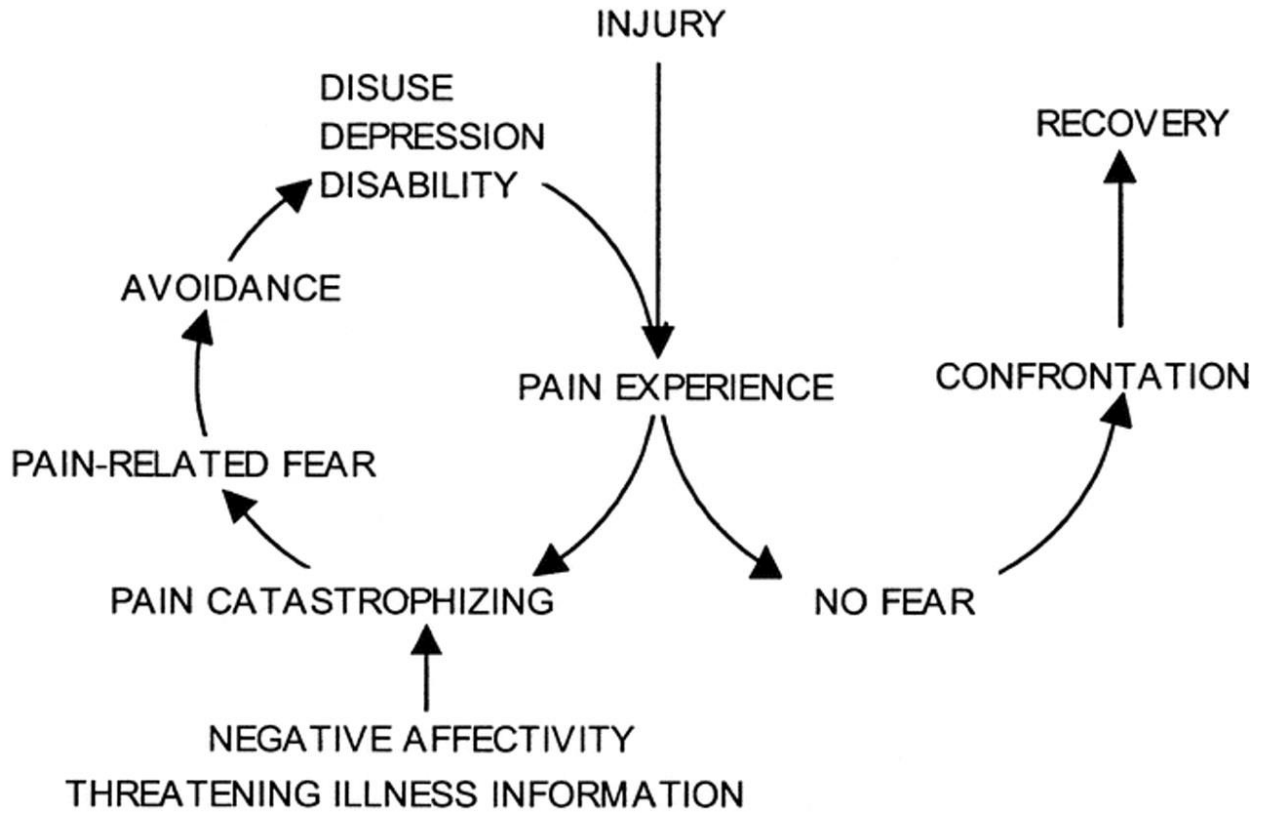 INJURY
DISUSE
DEPRESSION
DISABILITY
RECOVERY
AVOIDANCE
PAIN EXPERIENCE
CONFRONTATION
PAIN-RELATED FEAR
PAIN CATASTROPHIZING
NO FEAR
NEGATIVE AFFECTIVITY
THREATENING ILLNESS INFORMATION